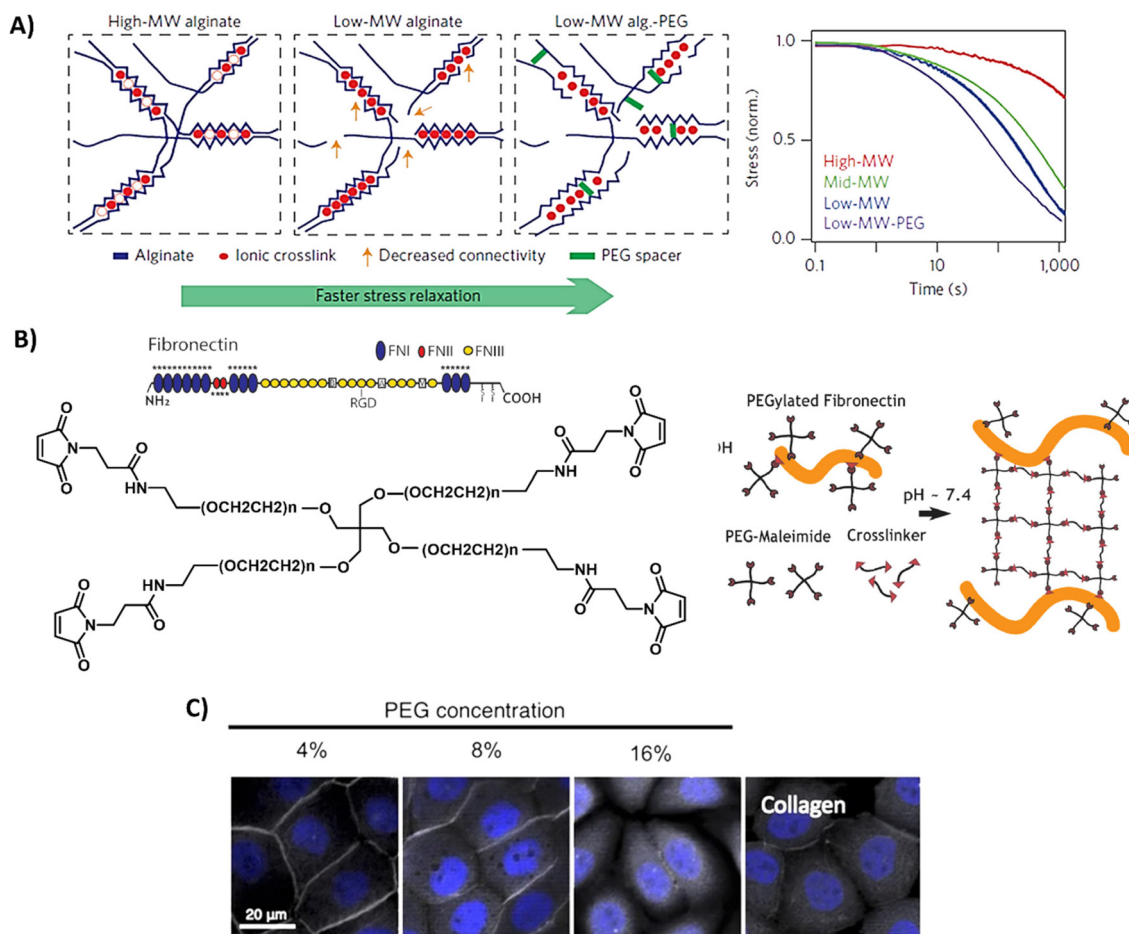 A)
High-MW alginate
Low-MW alginate
Low-MW alg.-PEG
Alginate
Ionic crosslink
Decreased connectivity
PEG spacer
Faster stress relaxation
Stress (norm.)
1.0
0.5
0.0
High-MW
Mid-MW
Low-MW
Low-MW-PEG
0.1
10
1,000
Time (s)
B)
Fibronectin
FNI
FNII
FNIII
***********
******
*****
****
NH₂
RGD
COOH
O
N
O
O
NH
(OCH2CH2)n
O
O
(OCH2CH2)n
NH
O
O
N
O
O
N
O
O
NH
(OCH2CH2)n
O
O
(OCH2CH2)n
NH
O
O
N
O
PEGylated Fibronectin
pH ~ 7.4
PEG-Maleimide
Crosslinker
C)
PEG concentration
4%
8%
16%
Collagen
20 µm